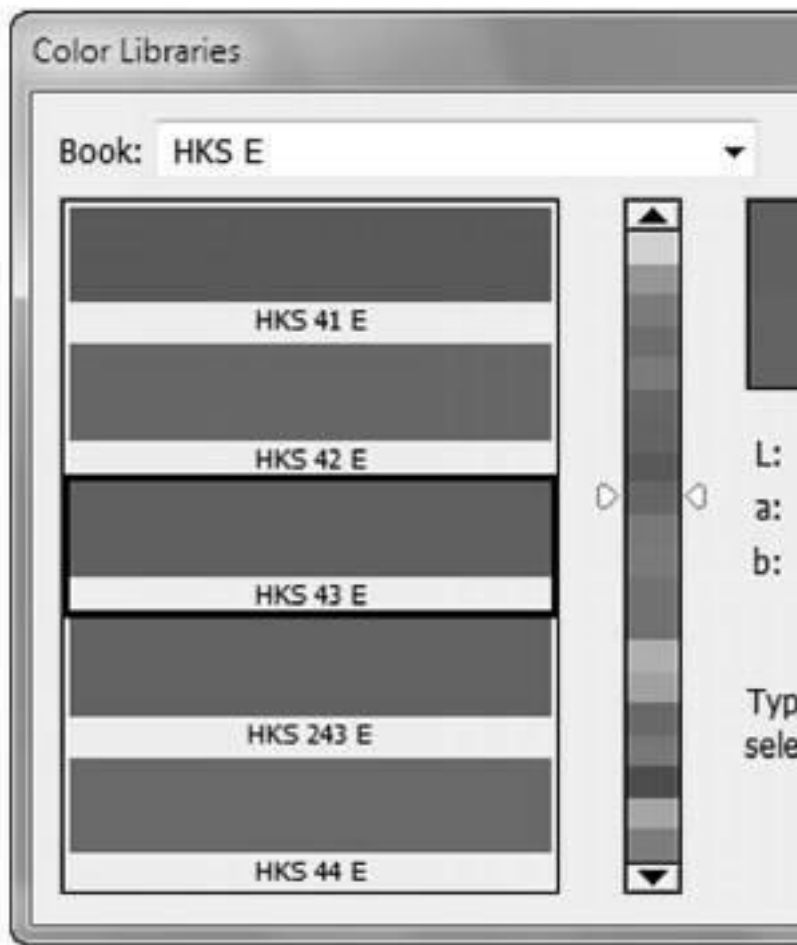 Color Libraries
Book: HKS E
HKS 41 E
HKS 42 E
HKS 43 E
HKS 243 E
HKS 44 E
L:
a:
b:
Typ
sele